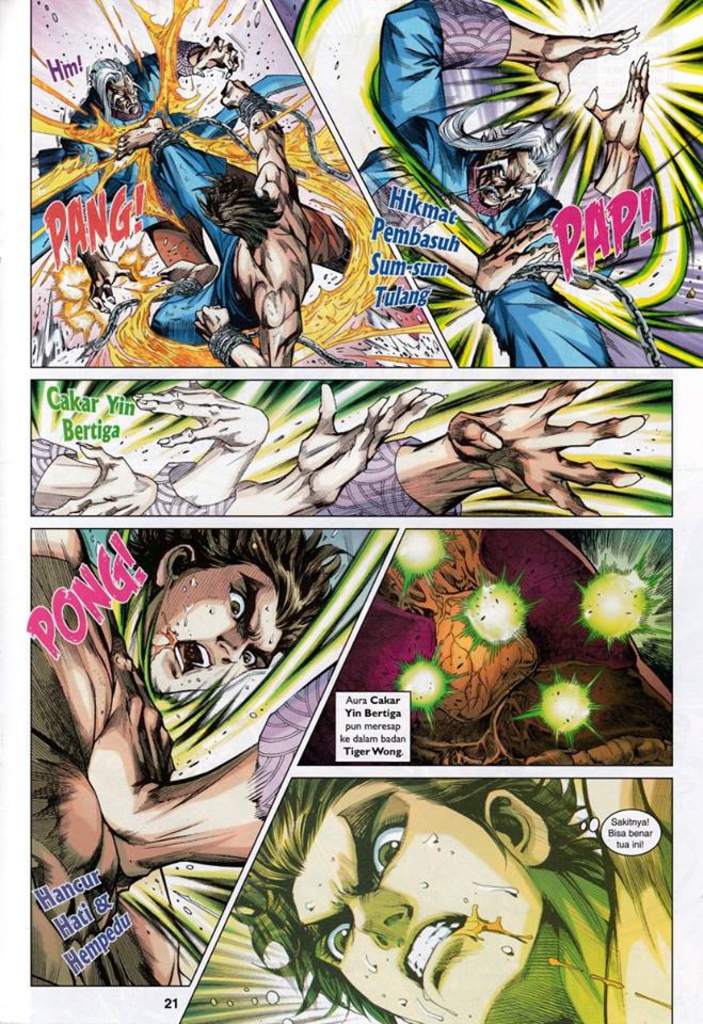 Hm!
PANG!
Hikmat
Pembasuh
Sum-sum
Tulang
PAP!
Cakar Yin
Bertiga
PONG!
Aura Cakar
Yin Bertiga
pun meresap
ke dalam badan
Tiger Wong.
Hancur
Hati &
Hempedu
Sakitnya!
Bisa benar
tua ini!
21